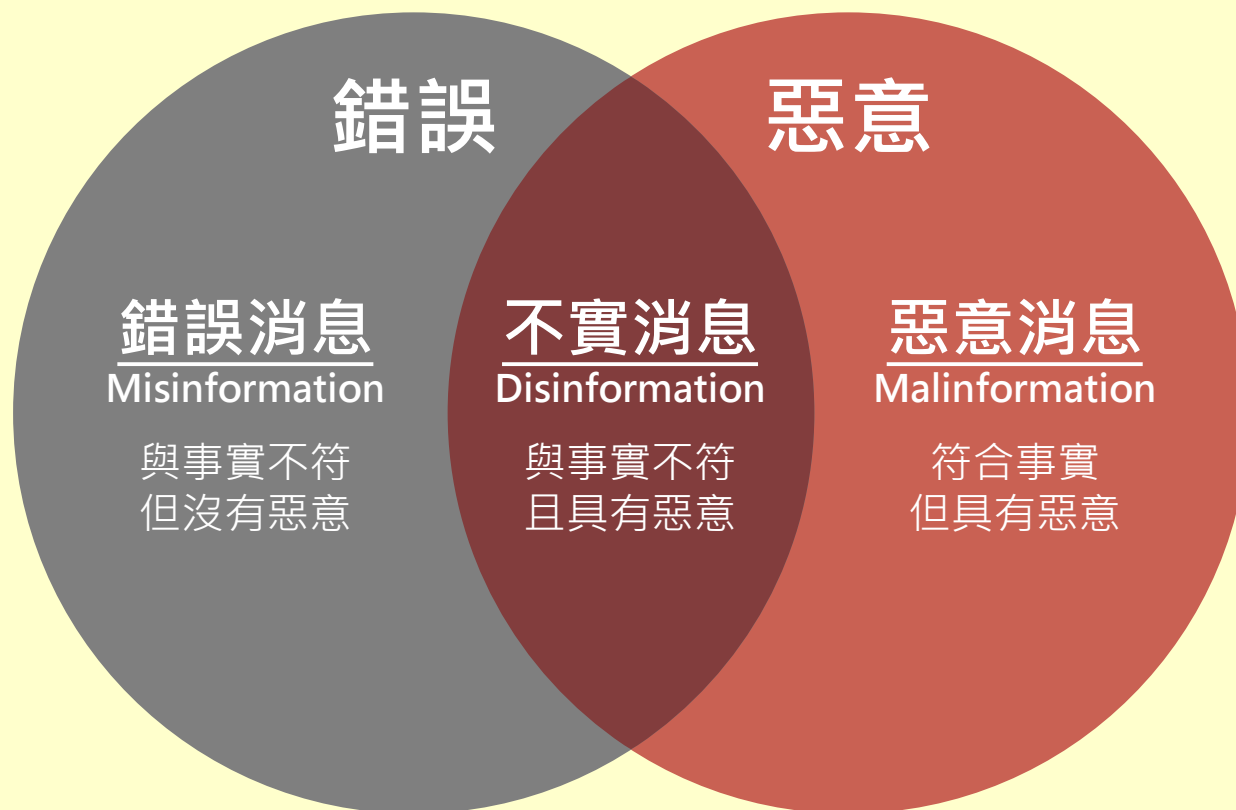 錯誤
惡意
錯誤消息
Misinformation
與事實不符
但沒有惡意
不實消息
Disinformation
與事實不符
且具有惡意
惡意消息
Malinformation
符合事實
但具有惡意